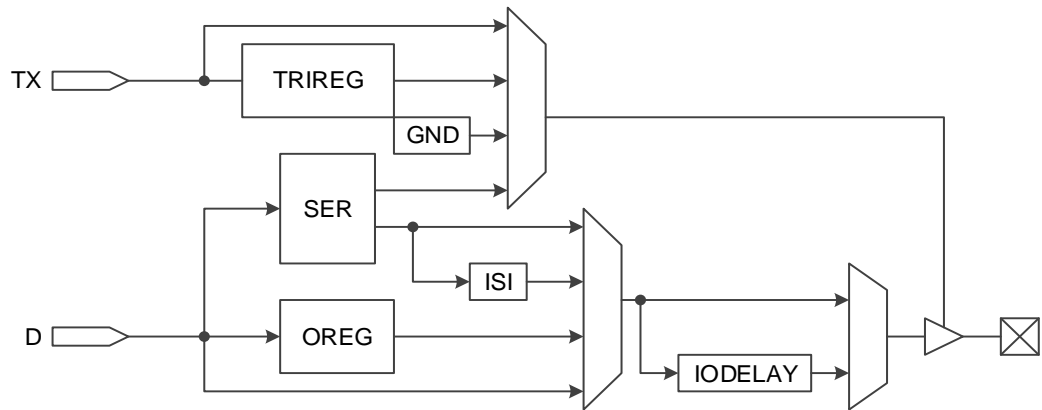 TX
TRIREG
GND
SER
ISI
D
OREG
IODELAY